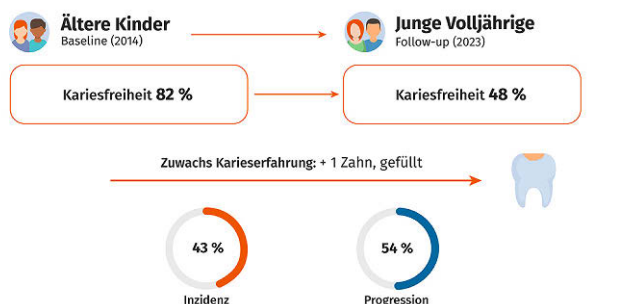 Ältere Kinder
Baseline (2014)
Junge Volljährige
Follow-up (2023)
Kariesfreiheit 82 %
Kariesfreiheit 48 %
Zuwachs Karieserfahrung: + 1 Zahn, gefüllt
43 %
54 %
Inzidenz
Progression